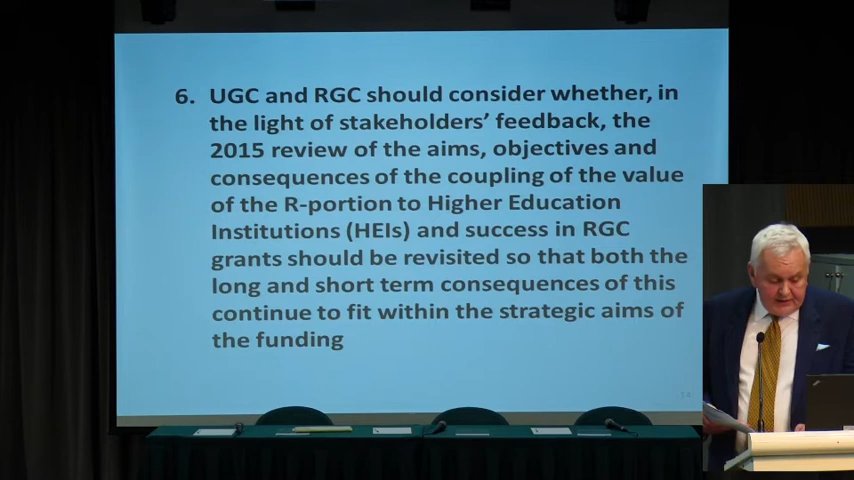 6. UGC and RGC should consider whether, in
the light of stakeholders' feedback, the
2015 review of the aims, objectives and
consequences of the coupling of the value
of the R-portion to Higher Education
Institutions (HEIs) and success in RGC
grants should be revisited so that both the
long and short term consequences of this
continue to fit within the strategic aims of
the funding
14